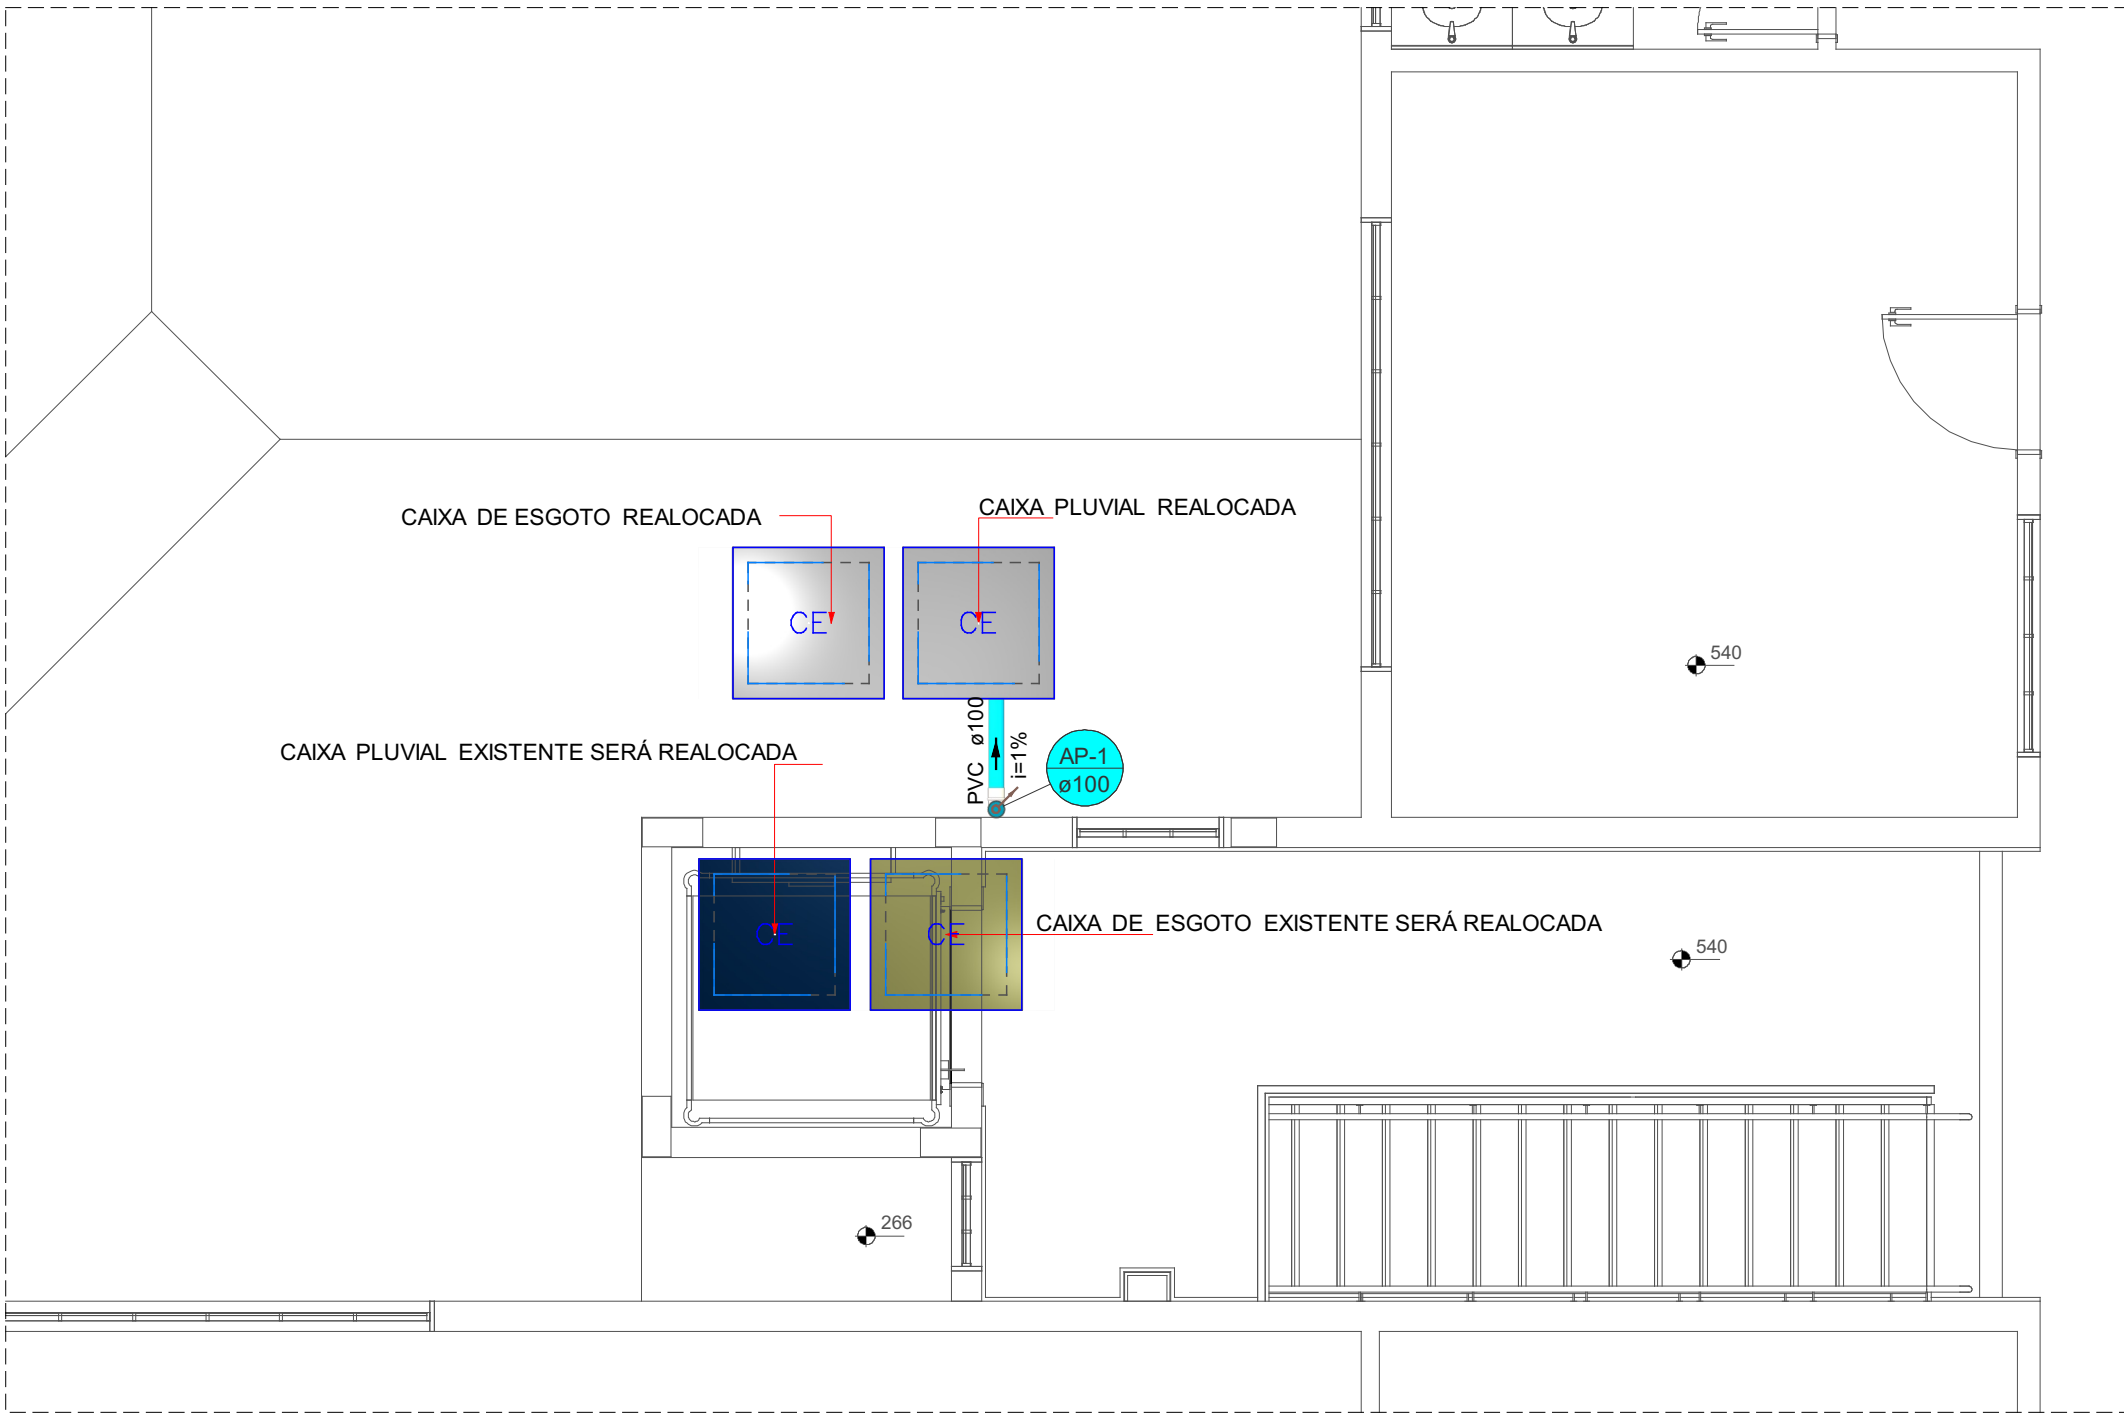 CAIXA PLUVIAL REALOCADA
CAIXA DE ESGOTO REALOCADA
CE
CE
540
PVC ø100
i=1%
AP-1
ø100
CAIXA PLUVIAL EXISTENTE SERÁ REALOCADA
CE
CE
CAIXA DE ESGOTO EXISTENTE SERÁ REALOCADA
540
266